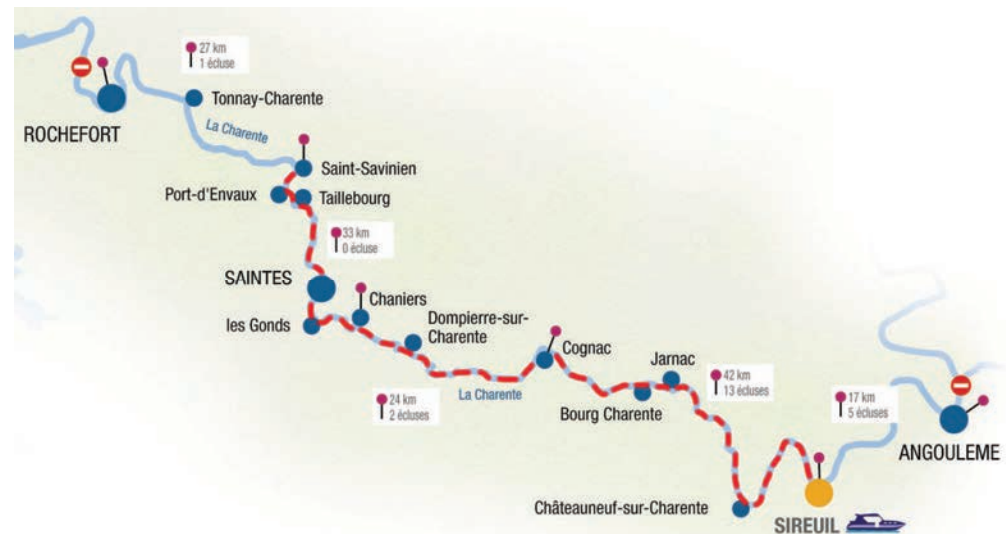 27 km
1 écluse
Tonnay-Charente
ROCHEFORT
La Charente
Saint-Savinien
Port-d'Envaux
Taillebourg
33 km
0 écluse
SAINTES
Chaniers
les Gonds
Dompierre-sur-
Charente
Cognac
Jarnac
42 km
13 écluses
24 km
2 écluses
La Charente
Bourg Charente
17 km
5 écluses
ANGOULEME
Châteauneuf-sur-Charente
SIREUIL